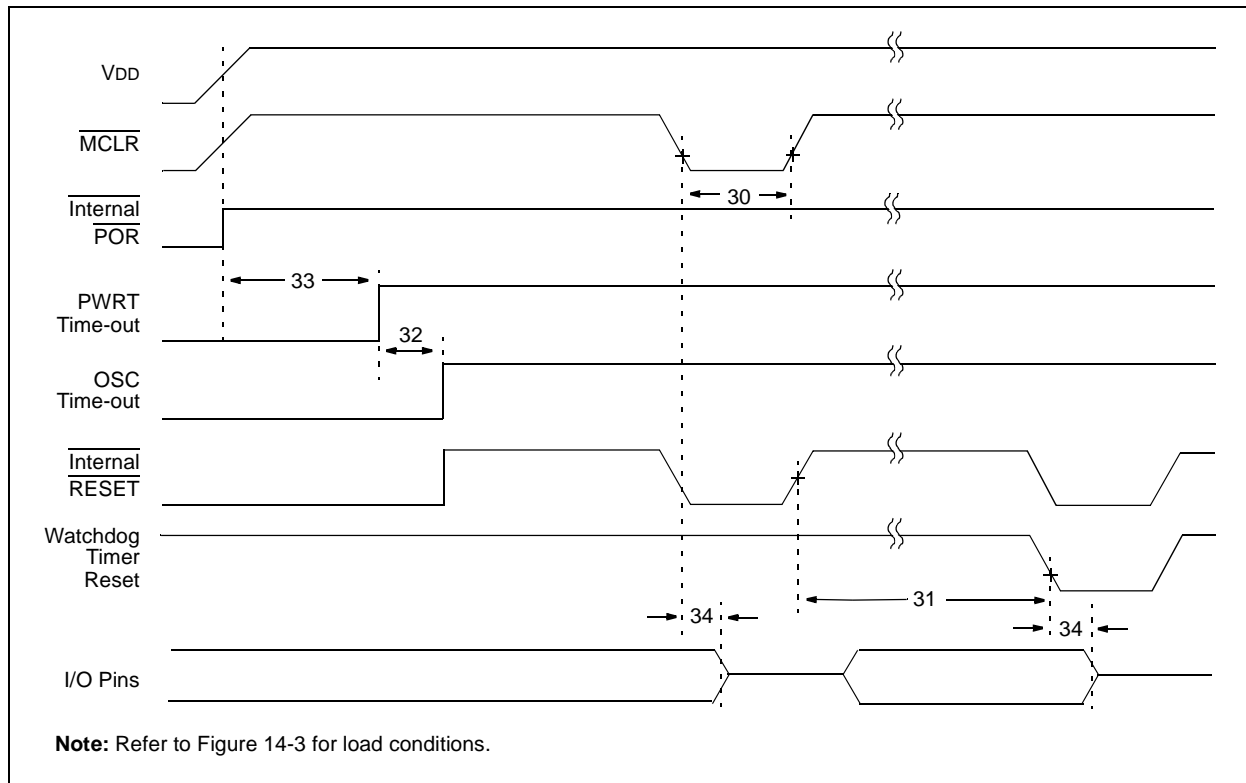 VDD
MCLR
30
Internal
POR
33
PWRT
Time-out
32
OSC
Time-out
Internal
RESET
Watchdog
Timer
Reset
31
34
34
I/O Pins
Note: Refer to Figure 14-3 for load conditions.